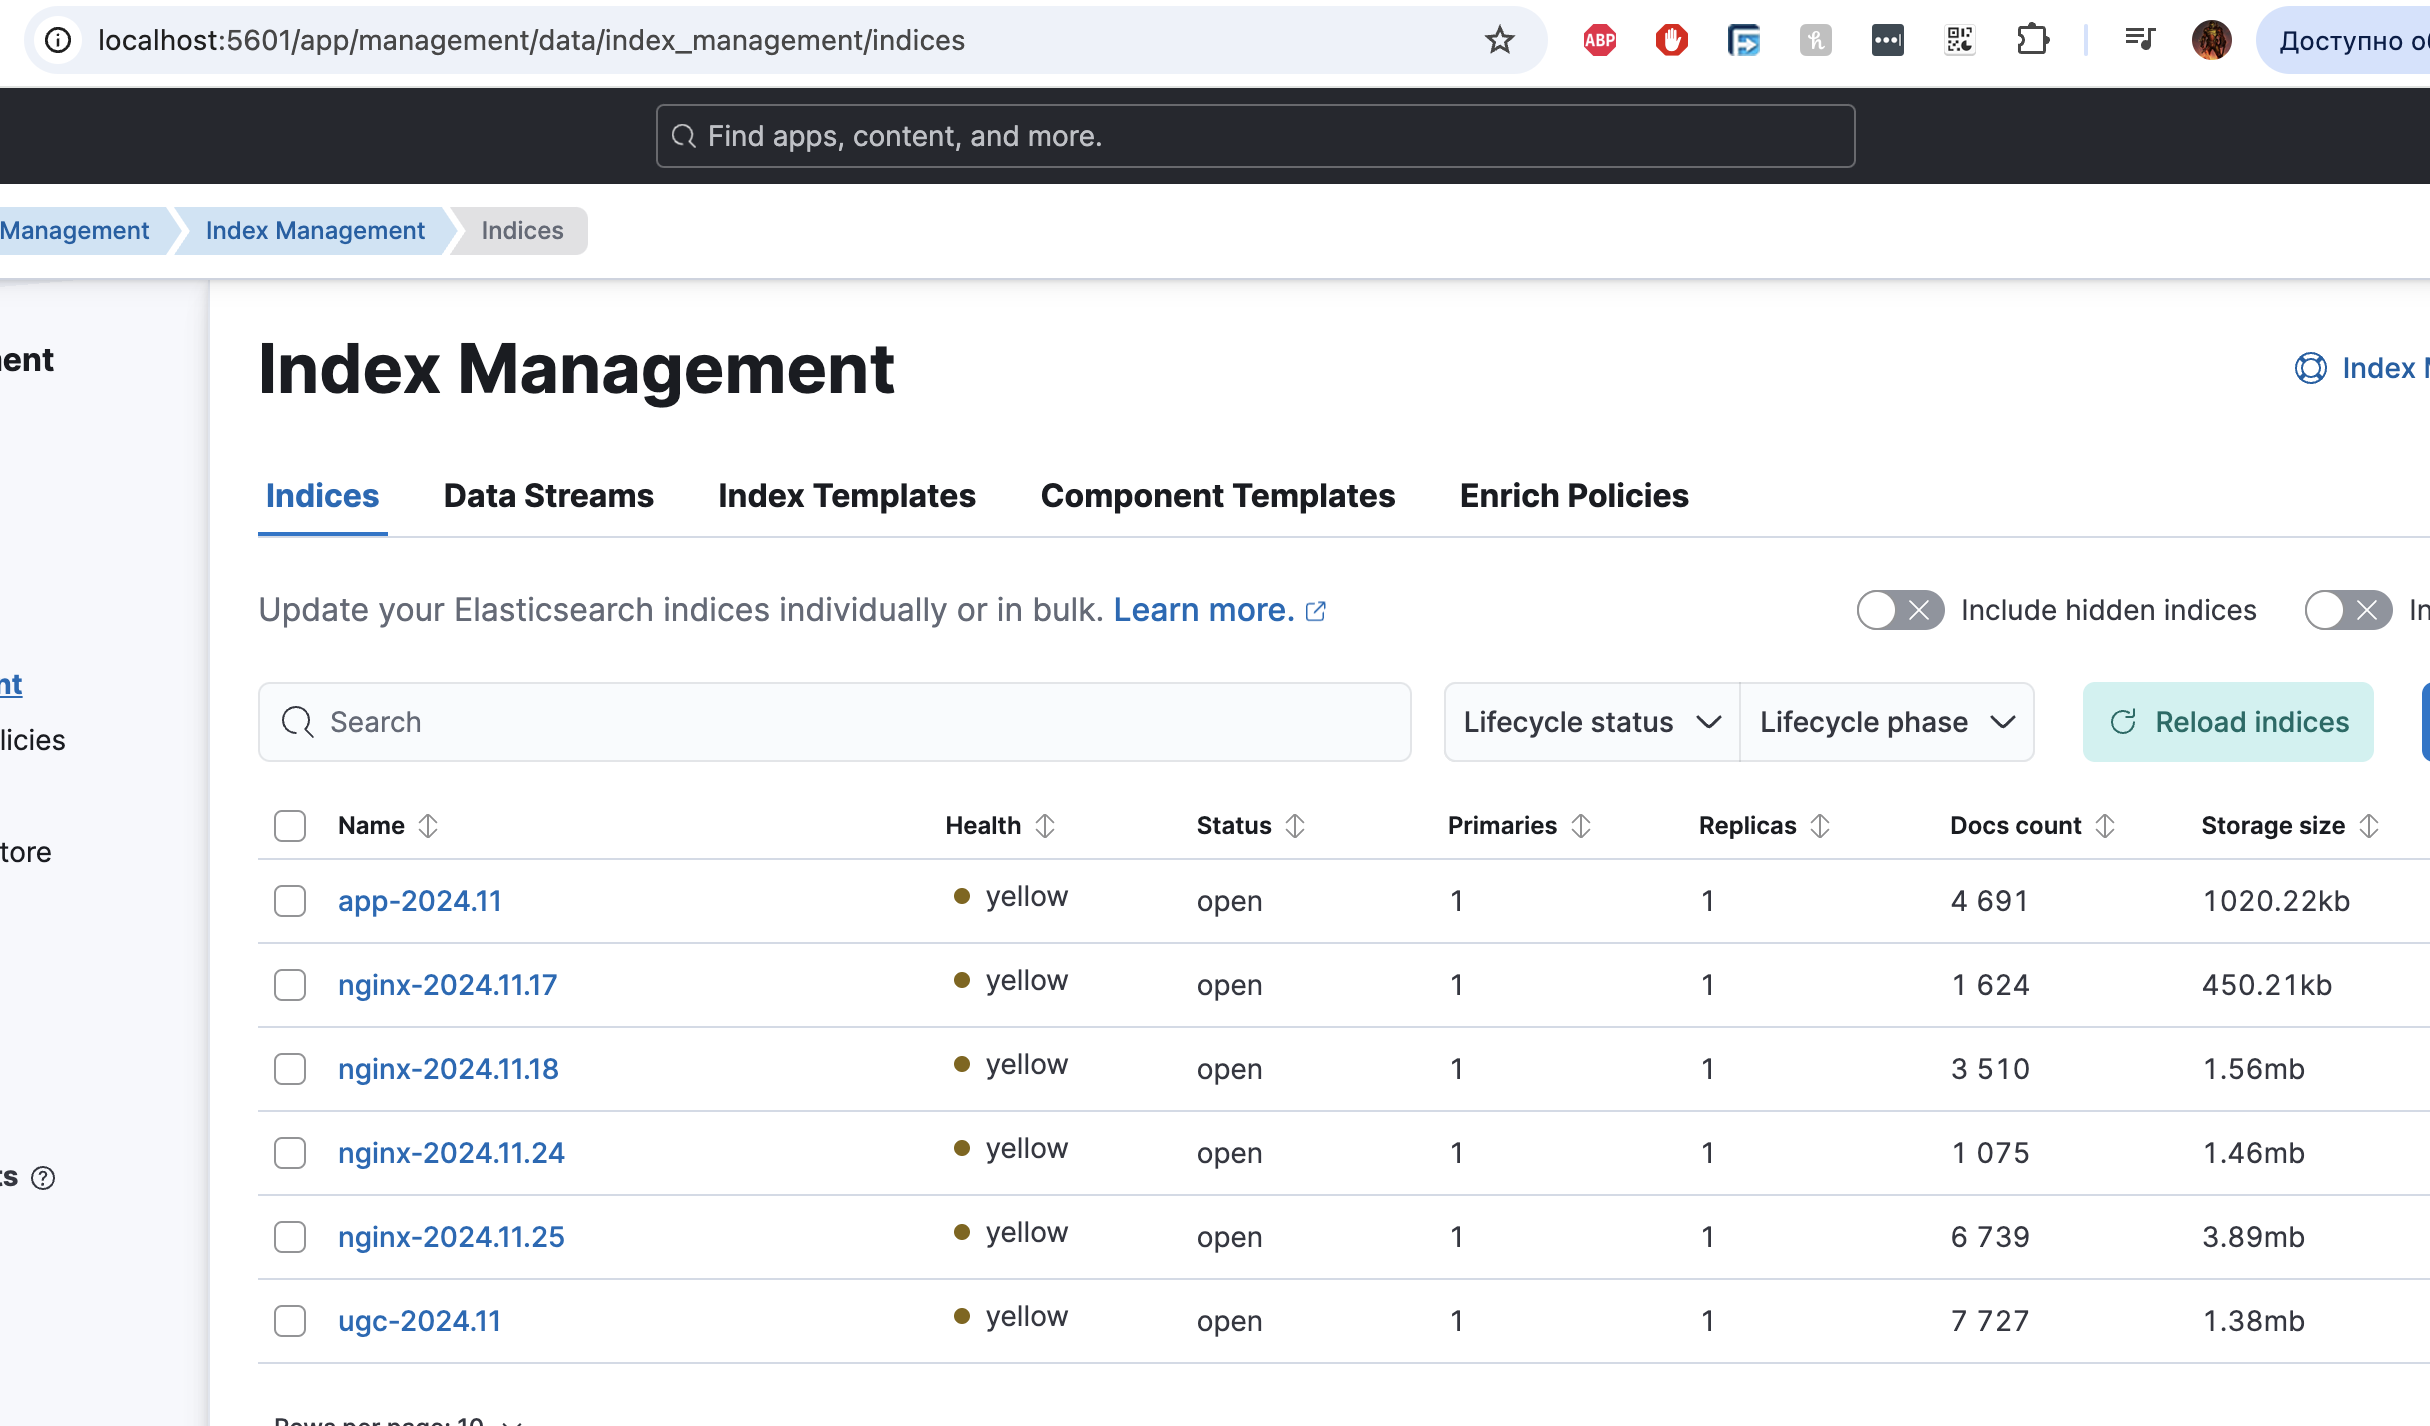 localhost:5601/app/management/data/index_management/indices
ABP
Доступно об
Find apps, content, and more.
Management
Index Management
Indices
ent
nt
licies
tore
ts
Index Management
Index M
Indices
Data Streams
Index Templates
Component Templates
Enrich Policies
Update your Elasticsearch indices individually or in bulk. Learn more.
Include hidden indices
In
Search
Lifecycle status
Lifecycle phase
Reload indices
Name Health Status Primaries Replicas Docs count Storage size
app-2024.11 yellow open 1 1 4 691 1020.22kb
nginx-2024.11.17 yellow open 1 1 1 624 450.21kb
nginx-2024.11.18 yellow open 1 1 3 510 1.56mb
nginx-2024.11.24 yellow open 1 1 1 075 1.46mb
nginx-2024.11.25 yellow open 1 1 6 739 3.89mb
ugc-2024.11 yellow open 1 1 7 727 1.38mb
Rows per page: 10